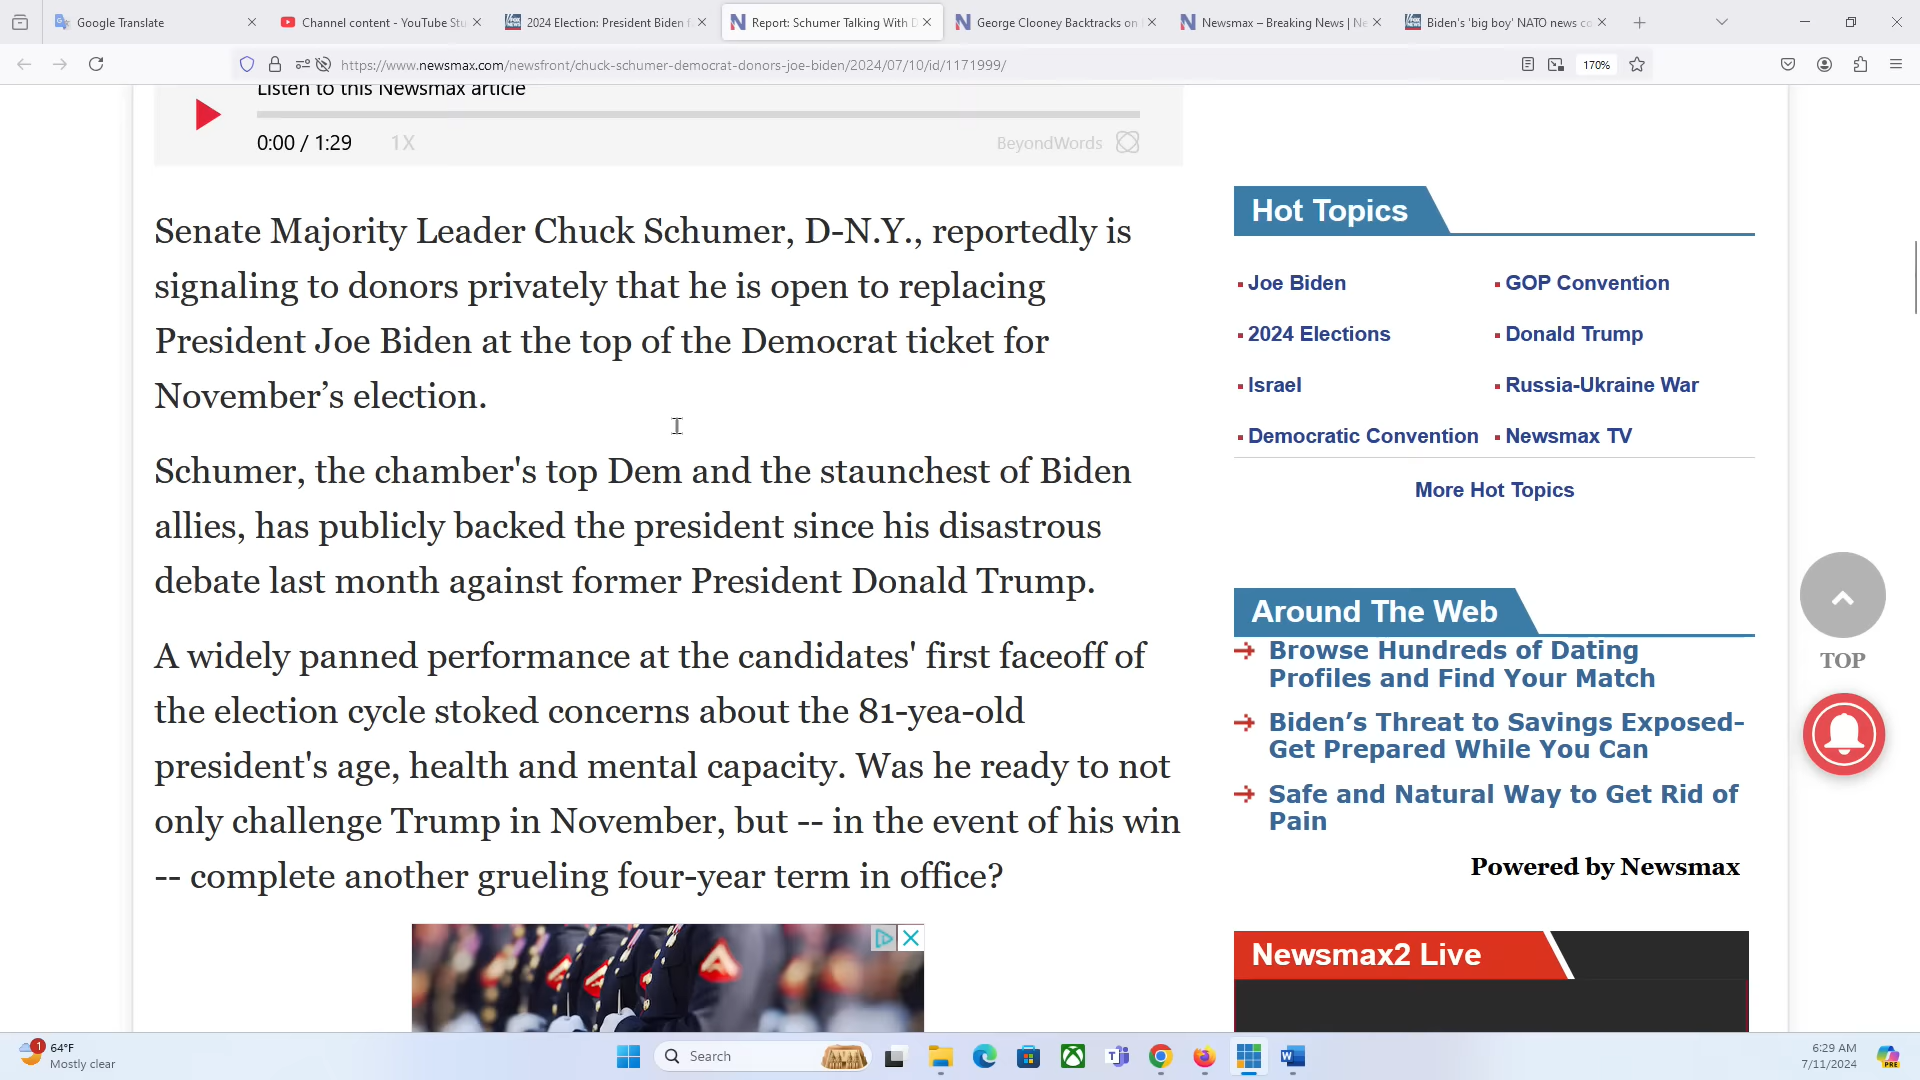 Google Translate
Channel content - YouTube Stu
2024 Election: President Biden f
Report: Schumer Talking With D
George Clooney Backtracks on
Newsmax – Breaking News | Ne
Biden's 'big boy' NATO news co
https://www.newsmax.com/newsfront/chuck-schumer-democrat-donors-joe-biden/2024/07/10/id/1171999/
170%
Listen to this Newsmax article
0:00 / 1:29
1X
BeyondWords
Senate Majority Leader Chuck Schumer, D-N.Y., reportedly is
signaling to donors privately that he is open to replacing
President Joe Biden at the top of the Democrat ticket for
November’s election.
Schumer, the chamber's top Dem and the staunchest of Biden
allies, has publicly backed the president since his disastrous
debate last month against former President Donald Trump.
A widely panned performance at the candidates' first faceoff of
the election cycle stoked concerns about the 81-yea-old
president's age, health and mental capacity. Was he ready to not
only challenge Trump in November, but -- in the event of his win
-- complete another grueling four-year term in office?
Hot Topics
Joe Biden
GOP Convention
2024 Elections
Donald Trump
Israel
Russia-Ukraine War
Democratic Convention
Newsmax TV
More Hot Topics
Around The Web
Browse Hundreds of Dating
Profiles and Find Your Match
Biden’s Threat to Savings Exposed-
Get Prepared While You Can
Safe and Natural Way to Get Rid of
Pain
Powered by Newsmax
Newsmax2 Live
TOP
1
64°F
Mostly clear
Search
6:29 AM
7/11/2024
PRE